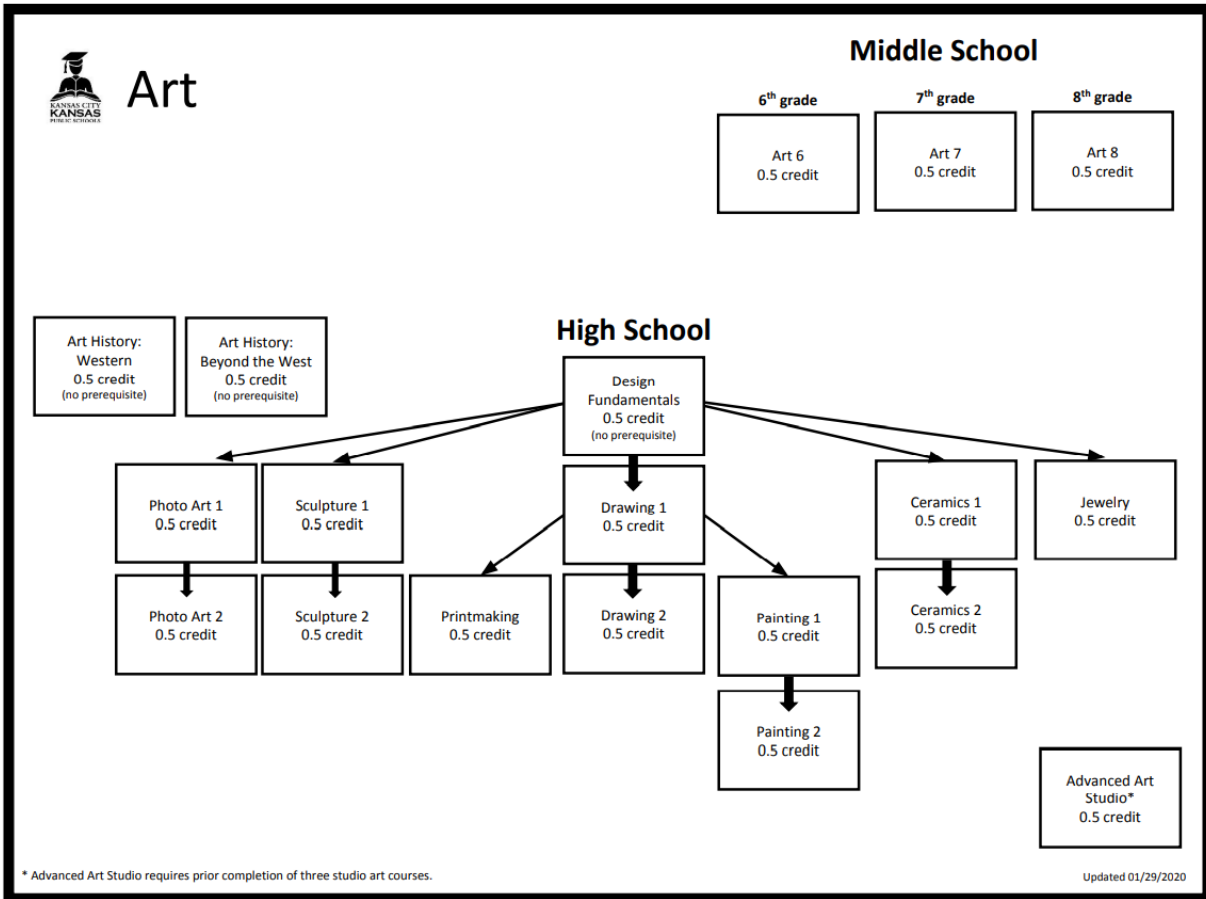 KANSAS CITY
KANSAS
PUBLIC SCHOOLS
Art
Middle School
6th grade
7th grade
8th grade
Art 6
0.5 credit
Art 7
0.5 credit
Art 8
0.5 credit
Art History:
Western
0.5 credit
(no prerequisite)
Art History:
Beyond the West
0.5 credit
(no prerequisite)
High School
Design
Fundamentals
0.5 credit
(no prerequisite)
Photo Art 1
0.5 credit
Sculpture 1
0.5 credit
Drawing 1
0.5 credit
Ceramics 1
0.5 credit
Jewelry
0.5 credit
Photo Art 2
0.5 credit
Sculpture 2
0.5 credit
Printmaking
0.5 credit
Drawing 2
0.5 credit
Painting 1
0.5 credit
Ceramics 2
0.5 credit
Painting 2
0.5 credit
Advanced Art
Studio*
0.5 credit
* Advanced Art Studio requires prior completion of three studio art courses.
Updated 01/29/2020